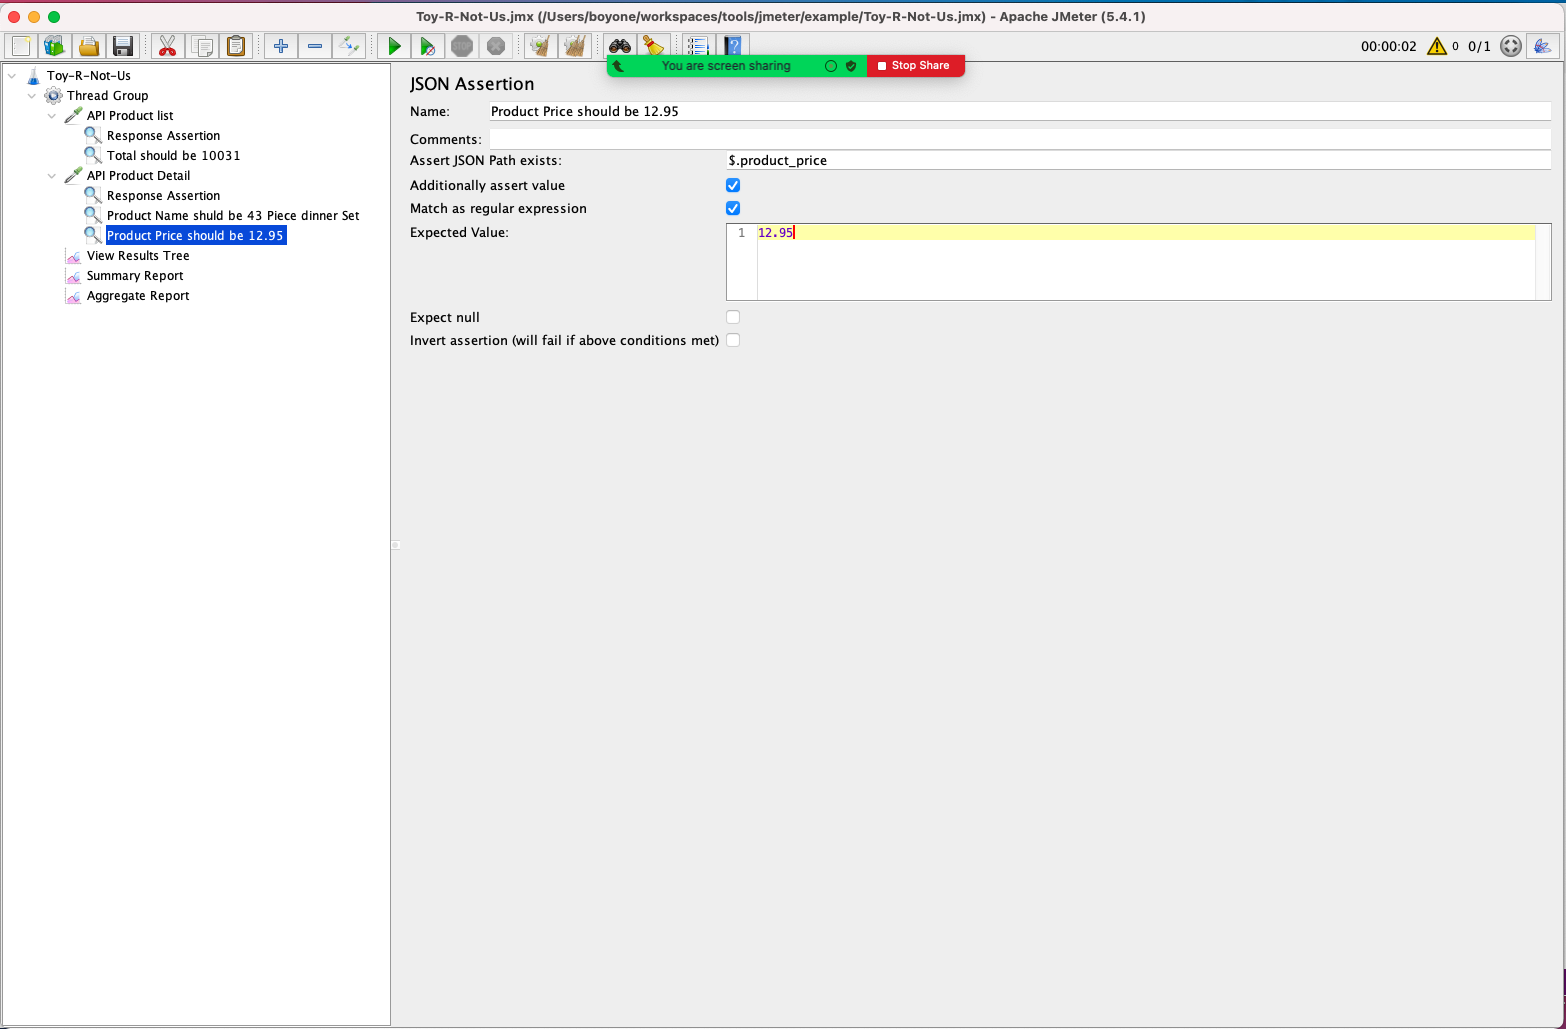 Toy-R-Not-Us.jmx (/Users/boyone/workspaces/tools/jmeter/example/Toy-R-Not-Us.jmx) - Apache JMeter (5.4.1)
STOP
?
00:00:02
0
0/1
You are screen sharing
Stop Share
Toy-R-Not-Us
Thread Group
API Product list
Response Assertion
Total should be 10031
API Product Detail
Response Assertion
Product Name shuld be 43 Piece dinner Set
Product Price should be 12.95
View Results Tree
Summary Report
Aggregate Report
JSON Assertion
Name: Product Price should be 12.95
Comments:
Assert JSON Path exists: $.product_price
Additionally assert value
Match as regular expression
Expected Value: 1 12.95
Expect null
Invert assertion (will fail if above conditions met)